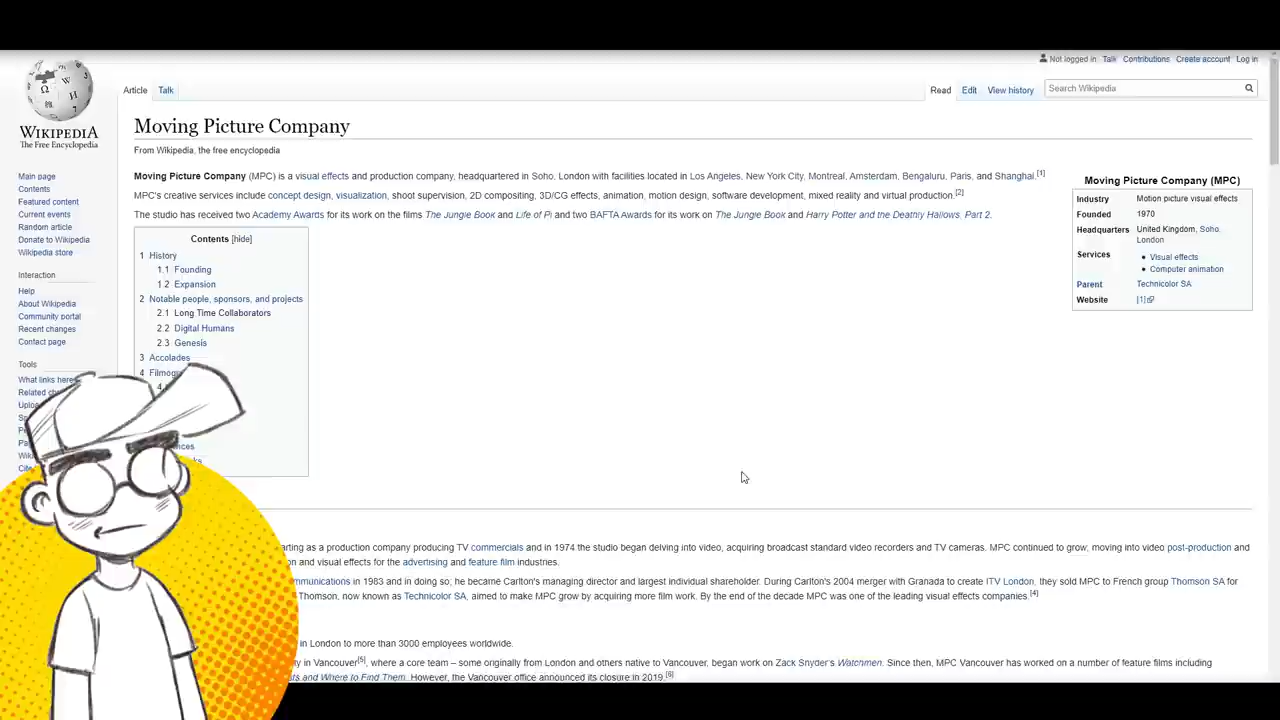 Not logged in Talk Contributions Create account Log in
Article Talk Read Edit View history Search Wikipedia
WIKIPEDIA
The Free Encyclopedia
Main page
Contents
Featured content
Current events
Random article
Donate to Wikipedia
Wikipedia store
Interaction
Help
About Wikipedia
Community portal
Recent changes
Contact page
Tools
What links here
Related
Moving Picture Company
From Wikipedia, the free encyclopedia
Moving Picture Company (MPC) is a visual effects and production company, headquartered in Soho, London with facilities located in Los Angeles, New York City, Montreal, Amsterdam, Bengaluru, Paris, and Shanghai.[1]
MPC's creative services include concept design, visualization, shoot supervision, 2D compositing, 3D/CG effects, animation, motion design, software development, mixed reality and virtual production.[2]
The studio has received two Academy Awards for its work on the films The Jungle Book and Life of Pi and two BAFTA Awards for its work on The Jungle Book and Harry Potter and the Deathly Hallows, Part 2.
Contents [hide]
1 History
1.1 Founding
1.2 Expansion
2 Notable people, sponsors, and projects
2.1 Long Time Collaborators
2.2 Digital Humans
2.3 Genesis
3 Accolades
4
Moving Picture Company (MPC)
Industry Motion picture visual effects
Founded 1970
Headquarters United Kingdom, Soho, London
Services
• Visual effects
• Computer animation
Parent Technicolor SA
Website [1]
as a production company producing TV commercials and in 1974 the studio began delving into video, acquiring broadcast standard video recorders and TV cameras. MPC continued to grow, moving into video post-production and
and visual effects for the advertising and feature film industries.
in 1983 and in doing so; he became Carlton's managing director and largest individual shareholder. During Carlton's 2004 merger with Granada to create ITV London, they sold MPC to French group Thomson SA for
Thomson, now known as Technicolor SA, aimed to make MPC grow by acquiring more film work. By the end of the decade MPC was one of the leading visual effects companies.[4]
in London to more than 3000 employees worldwide.
in Vancouver[5], where a core team – some originally from London and others native to Vancouver, began work on Zack Snyder's Watchmen. Since then, MPC Vancouver has worked on a number of feature films including
and Where to Find Them. However, the Vancouver office announced its closure in 2019.[6]